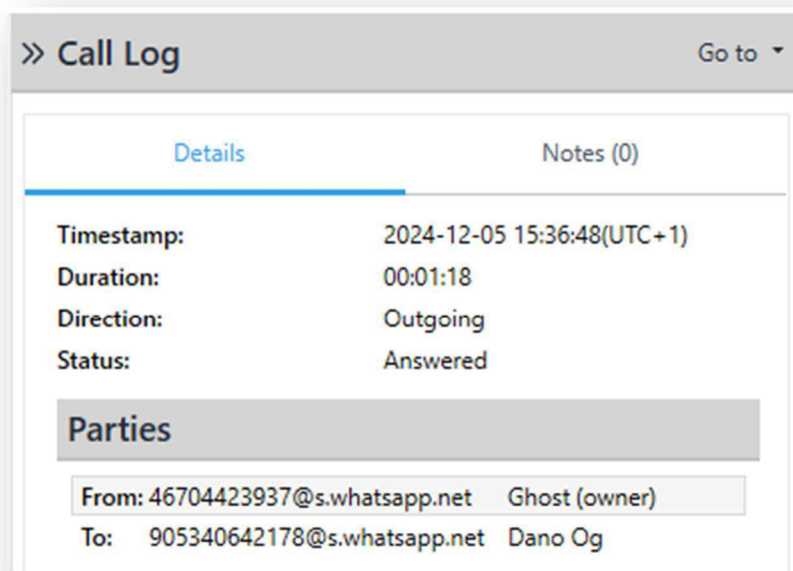 » Call Log Go to
Details Notes (0)
Timestamp: 2024-12-05 15:36:48(UTC+1)
Duration: 00:01:18
Direction: Outgoing
Status: Answered
Parties
From: 46704423937@s.whatsapp.net Ghost (owner)
To: 905340642178@s.whatsapp.net Dano Og